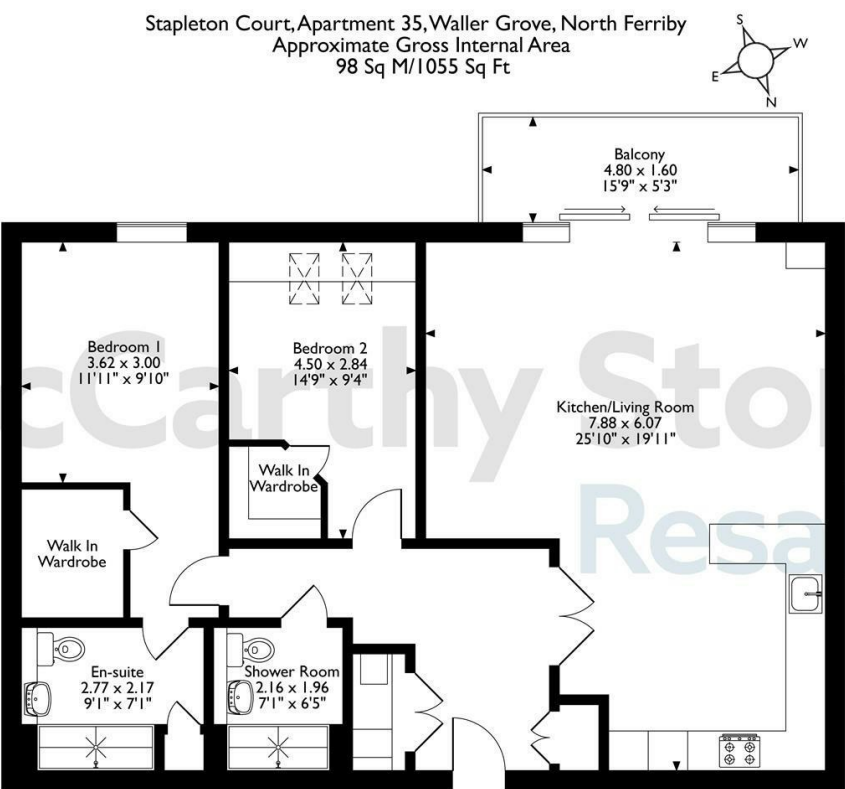 Stapleton Court, Apartment 35, Waller Grove, North Ferriby
Approximate Gross Internal Area
98 Sq M/1055 Sq Ft
S
W
E
N
Balcony
4.80 x 1.60
15'9" x 5'3"
Bedroom 1
3.62 x 3.00
11'11" x 9'10"
Bedroom 2
4.50 x 2.84
14'9" x 9'4"
cCarthy Sto
Kitchen/Living Room
7.88 x 6.07
25'10" x 19'11"
Resa
Walk In
Wardrobe
Walk In
Wardrobe
En-suite
2.77 x 2.17
9'1" x 7'1"
Shower Room
2.16 x 1.96
7'1" x 6'5"